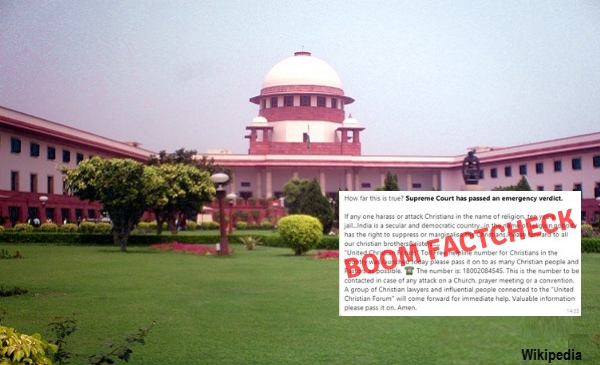 How far this is true? Supreme Court has passed an emergency verdict.
If any one harass or attack Christians in the name of religion, ten years
jail...India is a secular and democratic country, in the
has the right to suppress or marginalise
our christian brothers
"United Christian Number for Christians in the
today please pass it on to as many Christian people and
possible. ☎ The number is: 18002084545. This is the number to be
contacted in case of any attack on a Church, prayer meeting or a convention.
A group of Christian lawyers and influential people connected to the "United
Christian Forum" will come forward for immediate help. Valuable information
please pass it on. Amen.
BOOM FACTCHECK
Wikipedia